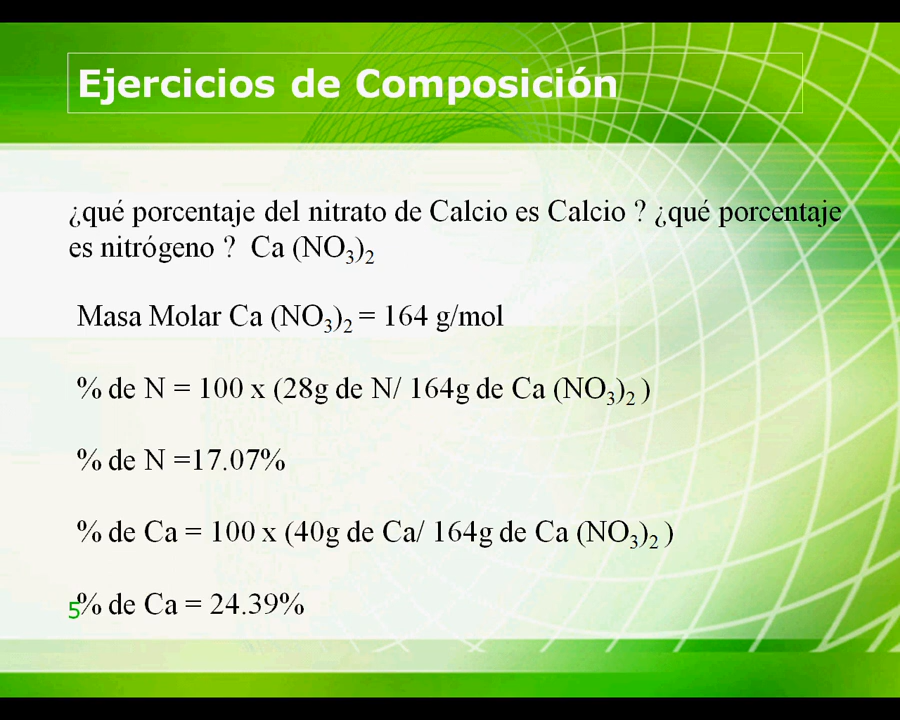 Ejercicios de Composición
¿qué porcentaje del nitrato de Calcio es Calcio ? ¿qué porcentaje
es nitrógeno ? Ca (NO₃)₂
Masa Molar Ca (NO₃)₂ = 164 g/mol
% de N = 100 x (28g de N/ 164g de Ca (NO₃)₂ )
% de N =17.07%
% de Ca = 100 x (40g de Ca/ 164g de Ca (NO₃)₂ )
% de Ca = 24.39%
5